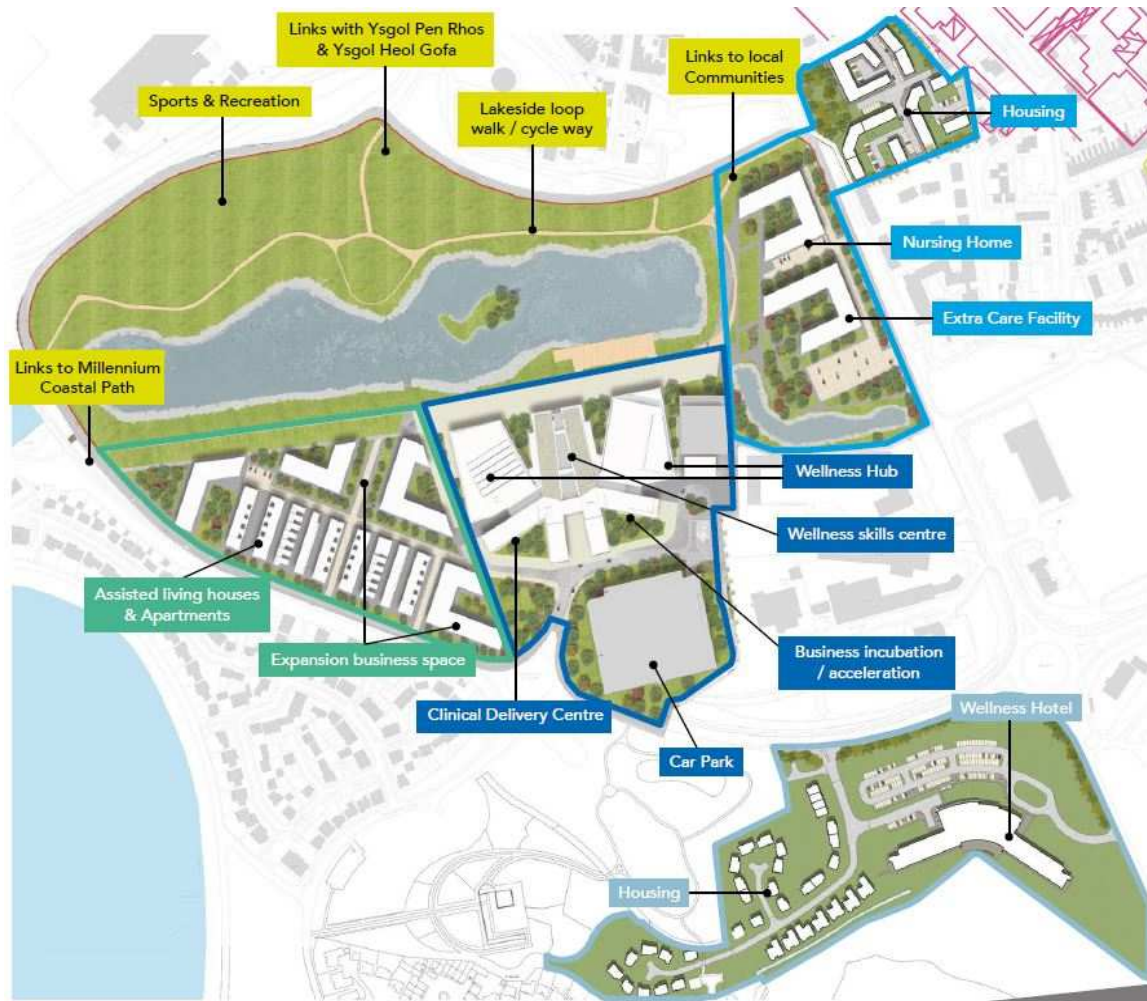 Links with Ysgol Pen Rhos
& Ysgol Heol Gofa
Sports & Recreation
Lakeside loop
walk / cycle way
Links to local
Communities
Housing
Nursing Home
Extra Care Facility
Links to Millennium
Coastal Path
Wellness Hub
Wellness skills centre
Assisted living houses
& Apartments
Expansion business space
Business incubation
/ acceleration
Clinical Delivery Centre
Car Park
Wellness Hotel
Housing